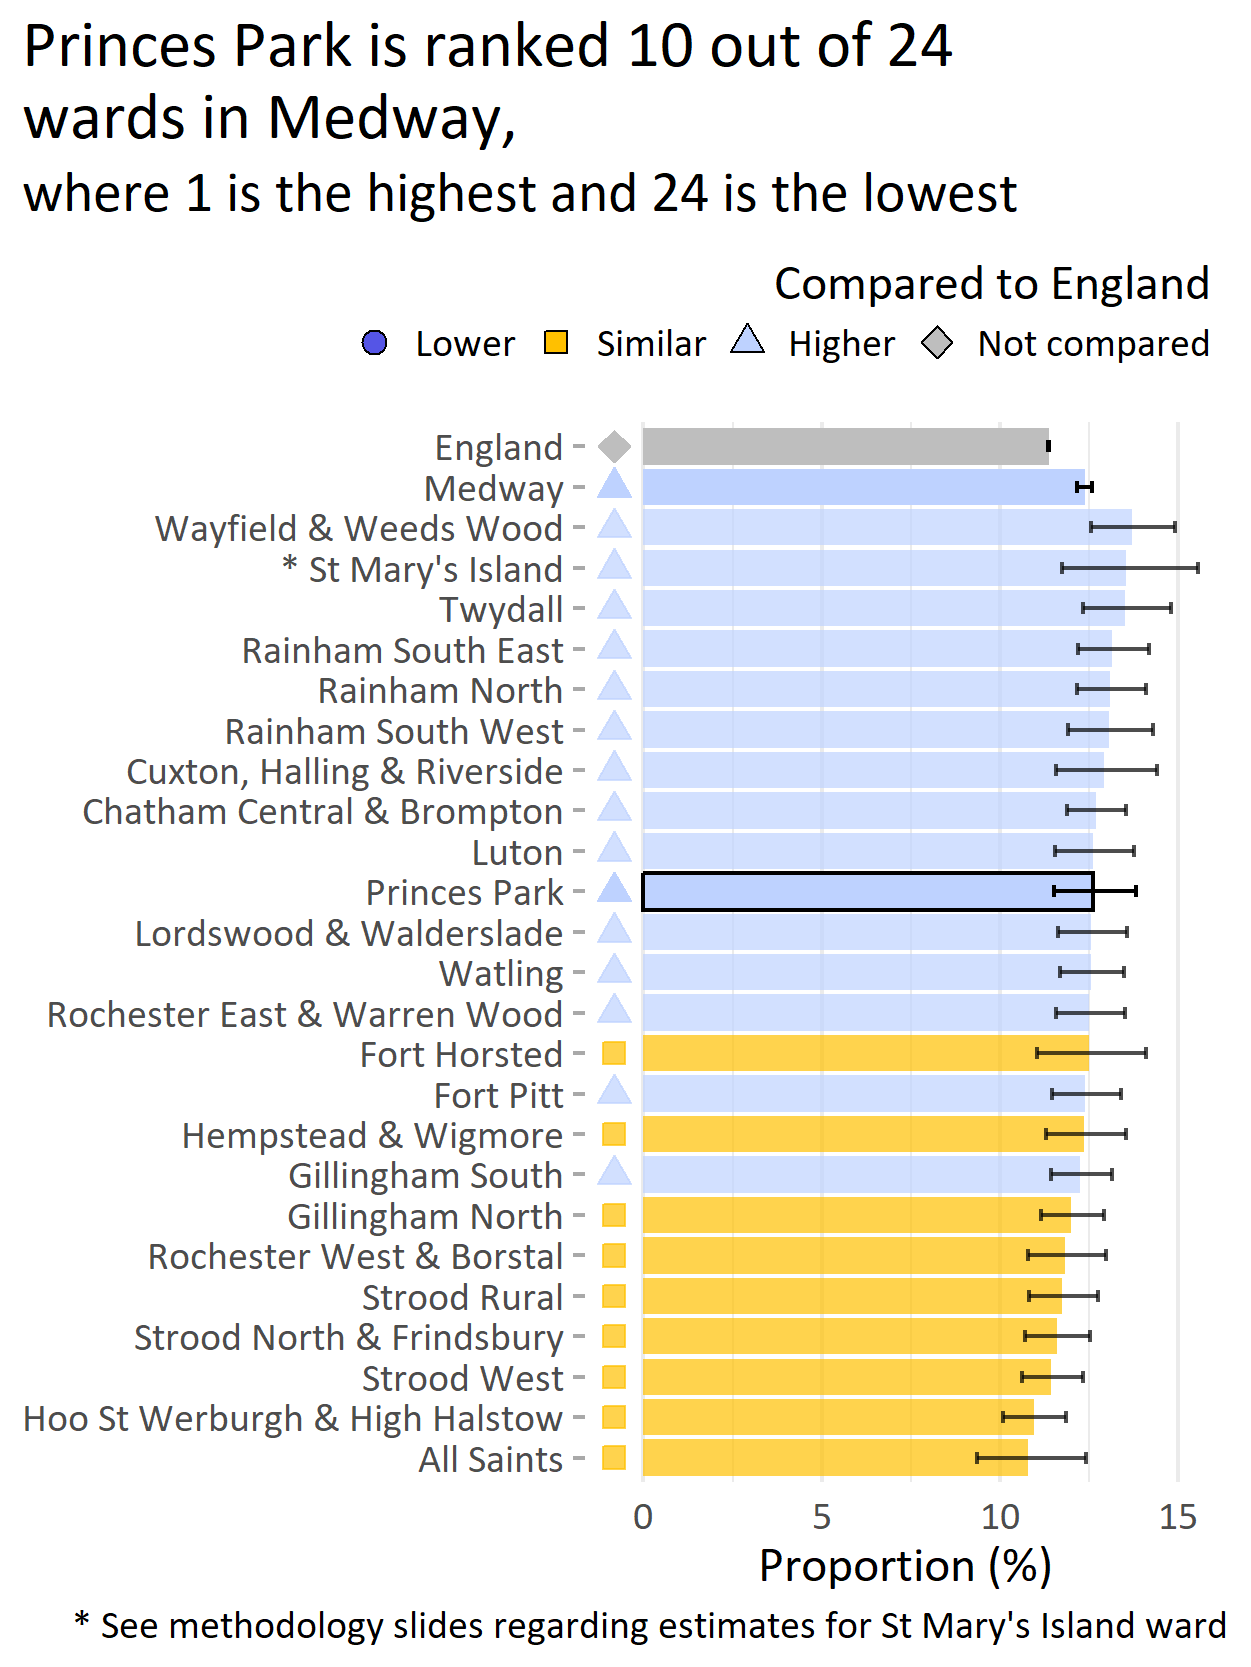 Princes Park is ranked 10 out of 24
wards in Medway,
where 1 is the highest and 24 is the lowest
Compared to England
Lower Similar Higher Not compared
England
Medway
Wayfield & Weeds Wood
* St Mary's Island
Twydall
Rainham South East
Rainham North
Rainham South West
Cuxton, Halling & Riverside
Chatham Central & Brompton
Luton
Princes Park
Lordswood & Walderslade
Watling
Rochester East & Warren Wood
Fort Horsted
Fort Pitt
Hempstead & Wigmore
Gillingham South
Gillingham North
Rochester West & Borstal
Strood Rural
Strood North & Frindsbury
Strood West
Hoo St Werburgh & High Halstow
All Saints
0 5 10 15
Proportion (%)
* See methodology slides regarding estimates for St Mary's Island ward